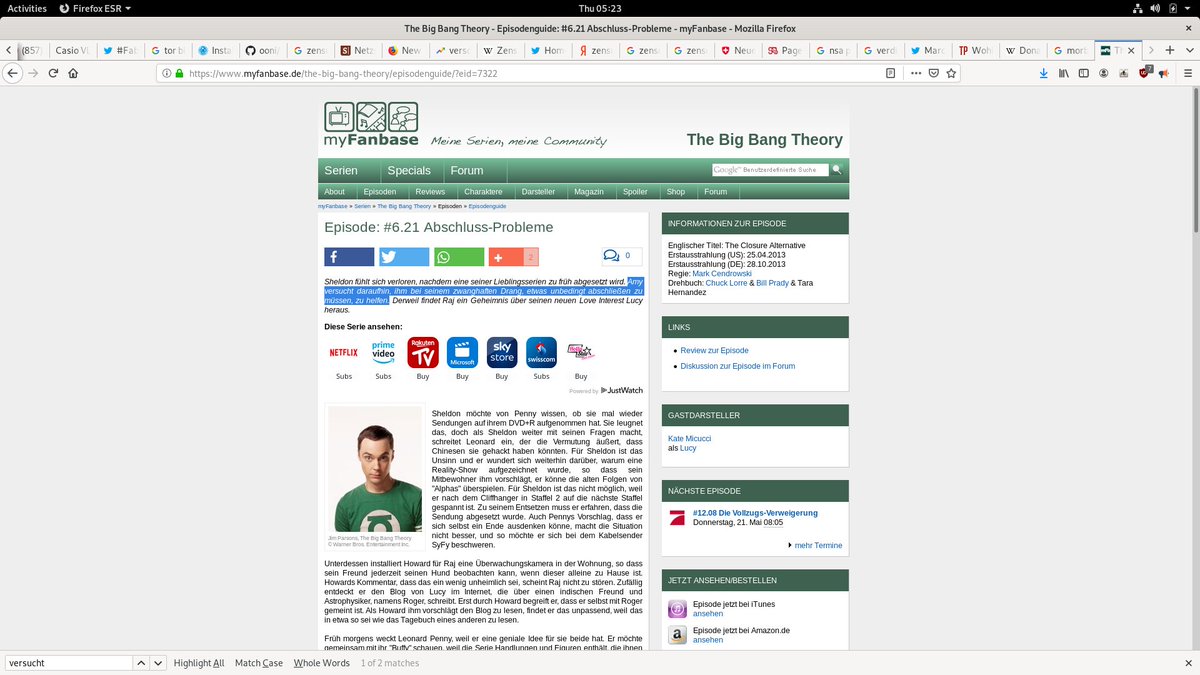 Activities Firefox ESR Thu 05:23
The Big Bang Theory - Episodenguide: #6.21 Abschluss-Probleme - myFanbase - Mozilla Firefox
(857) Casio VL #Fab tor b Insta ooni/ zens Netz New verso Zens Hom zensu zensu zensu Neuc Page nsa p verdi Marc Wohl Dona morb Th
https://www.myfanbase.de/the-big-bang-theory/episodenguide/?eid=7322
myFanbase Meine Serien, meine Community The Big Bang Theory
Serien Specials Forum Google Benutzerdefinierte Suche
About Episoden Reviews Charaktere Darsteller Magazin Spoiler Shop Forum
myFanbase » Serien » The Big Bang Theory » Episoden » Episodenguide
Episode: #6.21 Abschluss-Probleme
2 0
Sheldon fühlt sich verloren, nachdem eine seiner Lieblingsserien zu früh abgesetzt wird. Amy
versucht daraufhin, ihm bei seinem zwanghaften Drang, etwas unbedingt abschließen zu
müssen, zu helfen. Derweil findet Raj ein Geheimnis über seinen neuen Love Interest Lucy
heraus.
Diese Serie ansehen:
NETFLIX prime video Rakuten TV Microsoft sky store swisscom
Subs Subs Buy Buy Buy Subs Buy
Powered by JustWatch
Sheldon möchte von Penny wissen, ob sie mal wieder
Sendungen auf ihrem DVD+R aufgenommen hat. Sie leugnet
das, doch als Sheldon weiter mit seinen Fragen macht,
schreitet Leonard ein, der die Vermutung äußert, dass
Chinesen sie gehackt haben könnten. Für Sheldon ist das
Unsinn und er wundert sich weiterhin darüber, warum eine
Reality-Show aufgezeichnet wurde, so dass sein
Mitbewohner ihm vorschlägt, er könne die alten Folgen von
"Alphas" überspielen. Für Sheldon ist das nicht möglich, weil
er nach dem Cliffhanger in Staffel 2 auf die nächste Staffel
gespannt ist. Zu seinem Entsetzen muss er erfahren, dass die
Sendung abgesetzt wurde. Auch Pennys Vorschlag, dass er
sich selbst ein Ende ausdenken könne, macht die Situation
nicht besser, und so möchte er sich bei dem Kabelsender
SyFy beschweren.
Jim Parsons, The Big Bang Theory
© Warner Bros. Entertainment Inc.
Unterdessen installiert Howard für Raj eine Überwachungskamera in der Wohnung, so dass
sein Freund jederzeit seinen Hund beobachten kann, wenn dieser alleine zu Hause ist.
Howards Kommentar, dass das ein wenig unheimlich sei, scheint Raj nicht zu stören. Zufällig
entdeckt er den Blog von Lucy im Internet, die über einen indischen Freund und
Astrophysiker, namens Roger, schreibt. Erst durch Howard begreift er, dass er selbst mit Roger
gemeint ist. Als Howard ihm vorschlägt den Blog zu lesen, findet er das unpassend, weil das
in etwa so sei wie das Tagebuch eines anderen zu lesen.
Früh morgens weckt Leonard Penny, weil er eine geniale Idee für sie beide hat. Er möchte
gemeinsam mit ihr "Buffy" schauen, weil die Serie Handlungen und Figuren enthält, die ihnen
INFORMATIONEN ZUR EPISODE
Englischer Titel: The Closure Alternative
Erstausstrahlung (US): 25.04.2013
Erstausstrahlung (DE): 28.10.2013
Regie: Mark Cendrowski
Drehbuch: Chuck Lorre & Bill Prady & Tara
Hernandez
LINKS
Review zur Episode
Diskussion zur Episode im Forum
GASTDARSTELLER
Kate Micucci
als Lucy
NÄCHSTE EPISODE
#12.08 Die Vollzugs-Verweigerung
Donnerstag, 21. Mai 08:05
mehr Termine
JETZT ANSEHEN/BESTELLEN
Episode jetzt bei iTunes
ansehen
Episode jetzt bei Amazon.de
ansehen
versucht Highlight All Match Case Whole Words 1 of 2 matches